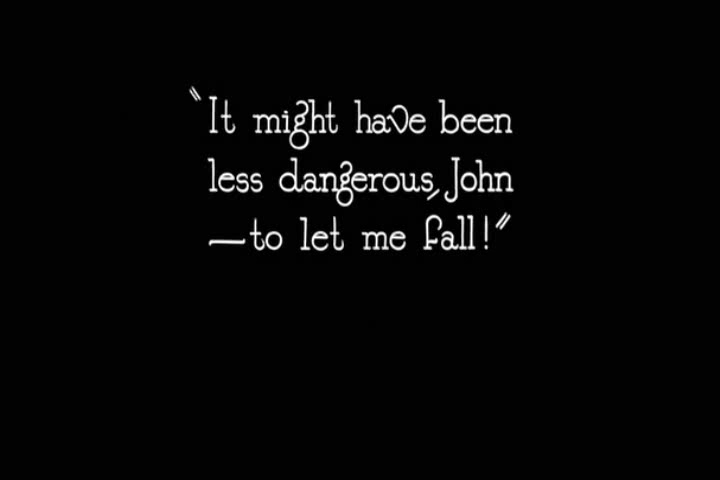 "It might have been
less dangerous, John
—to let me fall!"